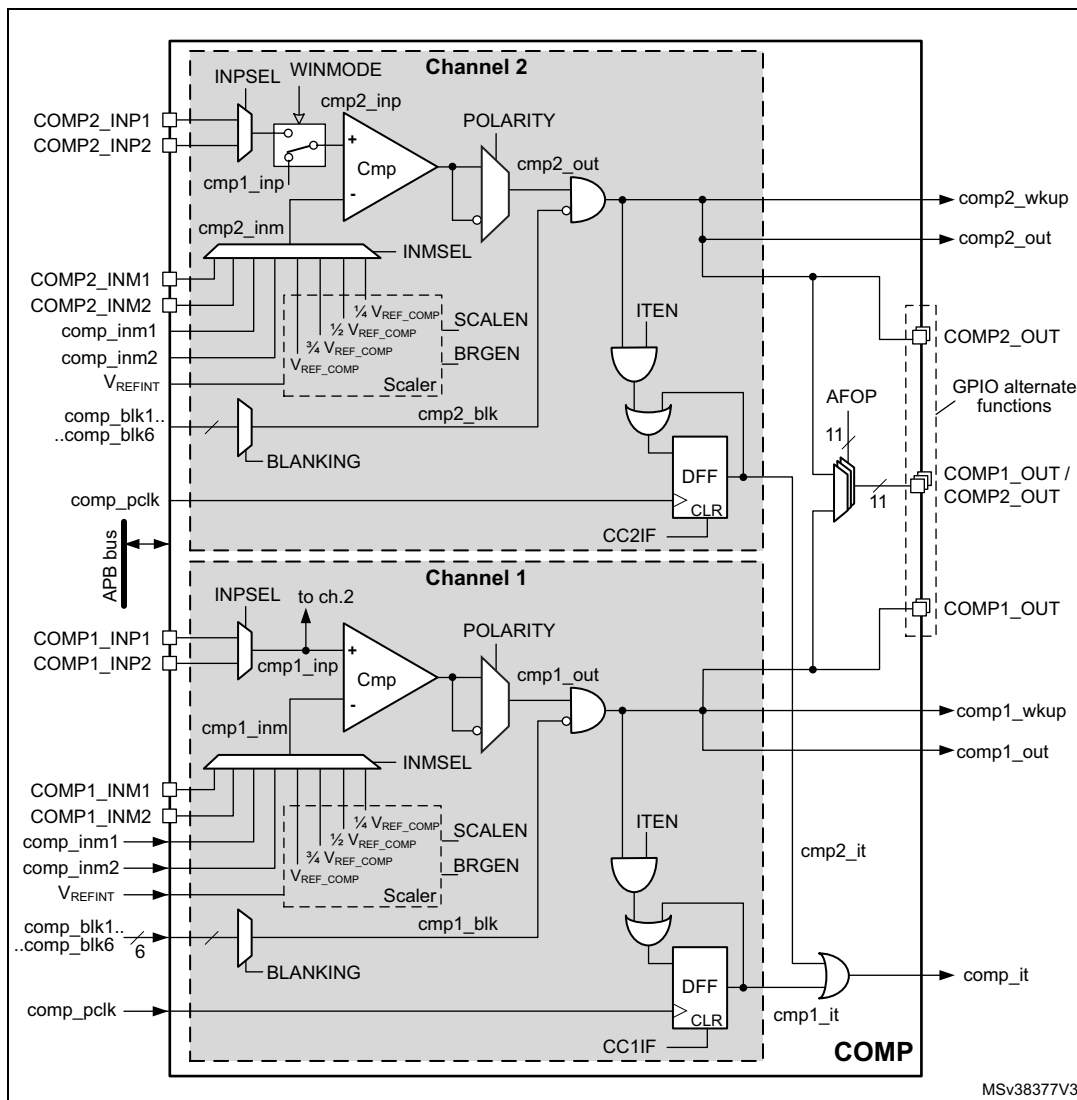 Channel 2
INPSEL
WINMODE
cmp2_inp
COMP2_INP1
COMP2_INP2
cmp1_inp
+
-
Cmp
POLARITY
cmp2_out
comp2_wkup
comp2_out
cmp2_inm
INMSEL
COMP2_INM1
COMP2_INM2
comp_inm1
comp_inm2
VREFINT
¼ VREF_COMP
½ VREF_COMP
¾ VREF_COMP
VREF_COMP
Scaler
SCALEN
BRGEN
ITEN
COMP2_OUT
GPIO alternate
functions
AFOP
11
11
COMP1_OUT /
COMP2_OUT
comp_blk1..
..comp_blk6
cmp2_blk
BLANKING
DFF
CLR
comp_pclk
CC2IF
APB bus
Channel 1
INPSEL
to ch.2
COMP1_INP1
COMP1_INP2
cmp1_inp
+
-
Cmp
POLARITY
cmp1_out
COMP1_OUT
comp1_wkup
comp1_out
cmp1_inm
INMSEL
COMP1_INM1
COMP1_INM2
comp_inm1
comp_inm2
VREFINT
¼ VREF_COMP
½ VREF_COMP
¾ VREF_COMP
VREF_COMP
Scaler
SCALEN
BRGEN
ITEN
cmp2_it
comp_blk1..
..comp_blk6
6
cmp1_blk
BLANKING
DFF
CLR
comp_pclk
CC1IF
cmp1_it
comp_it
COMP
MSv38377V3